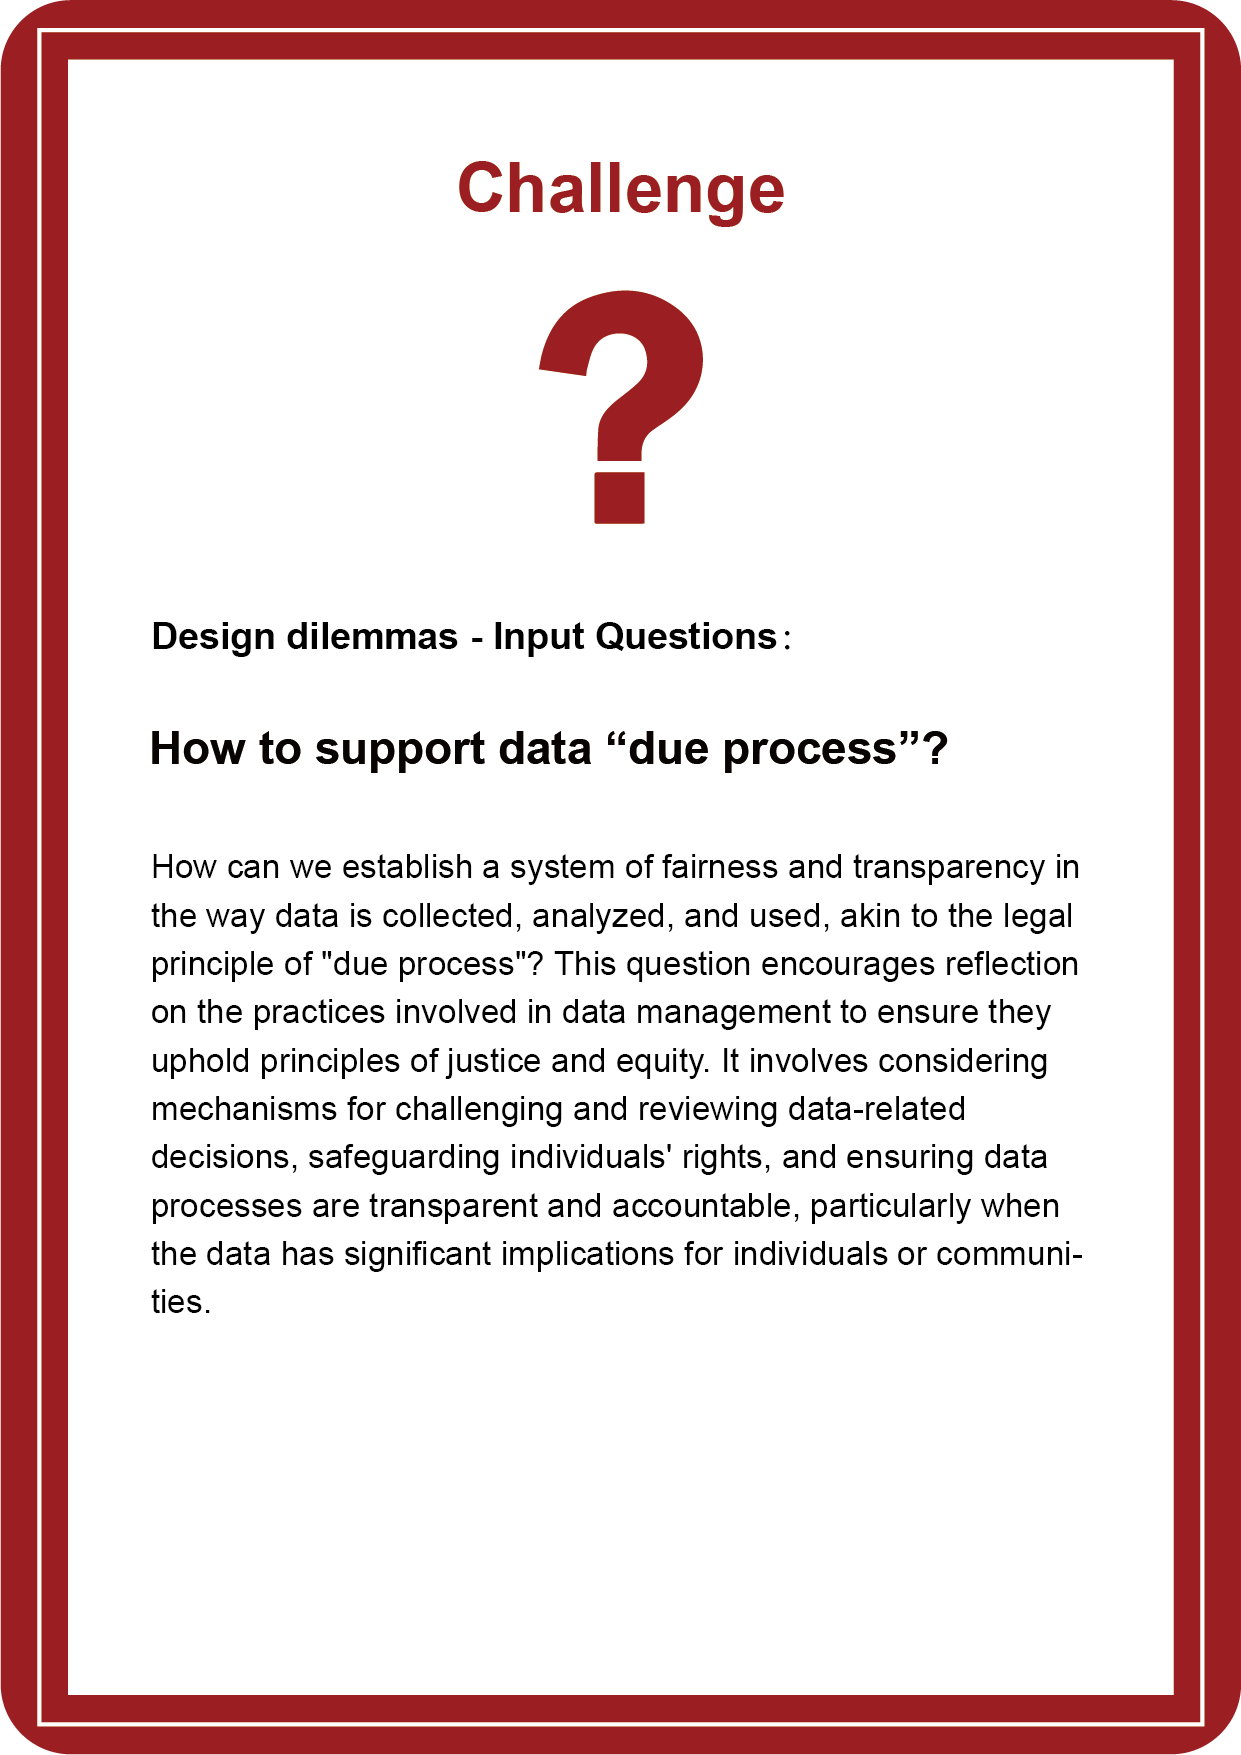 Challenge
?
Design dilemmas - Input Questions:
How to support data “due process”?
How can we establish a system of fairness and transparency in
the way data is collected, analyzed, and used, akin to the legal
principle of "due process"? This question encourages reflection
on the practices involved in data management to ensure they
uphold principles of justice and equity. It involves considering
mechanisms for challenging and reviewing data-related
decisions, safeguarding individuals' rights, and ensuring data
processes are transparent and accountable, particularly when
the data has significant implications for individuals or communi-
ties.